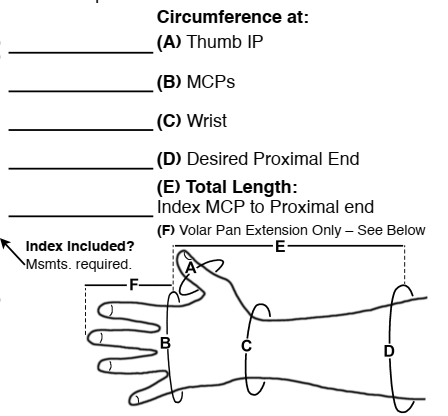 Circumference at:
(A) Thumb IP
(B) MCPs
(C) Wrist
(D) Desired Proximal End
(E) Total Length:
Index MCP to Proximal end
(F) Volar Pan Extension Only – See Below
Index Included?
Msmts. required.
E
A
F
B
C
D